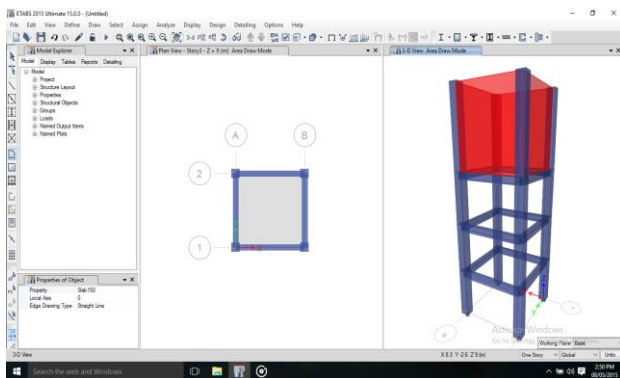 ETABS 2015 Ultimate 15.0.0 - (Untitled)
File Edit View Define Draw Select Assign Analyze Display Design Detailing Options Help
Model Explorer
Plan View - Story3 - Z = 9 (m) Area Draw Mode
3-D View Area Draw Mode
Model Display Tables Reports Detailing
Model
Project
Structure Layout
Properties
Structural Objects
Groups
Loads
Named Output Items
Named Plots
A B
2
1
X
Properties of Object
Property Slab150
Local Axis 0
Edge Drawing Type Straight Line
Activate Windows
Working Plane Base
3-D View
One Story Global Units...
Search the web and Windows
2:50 PM
08/05/2015